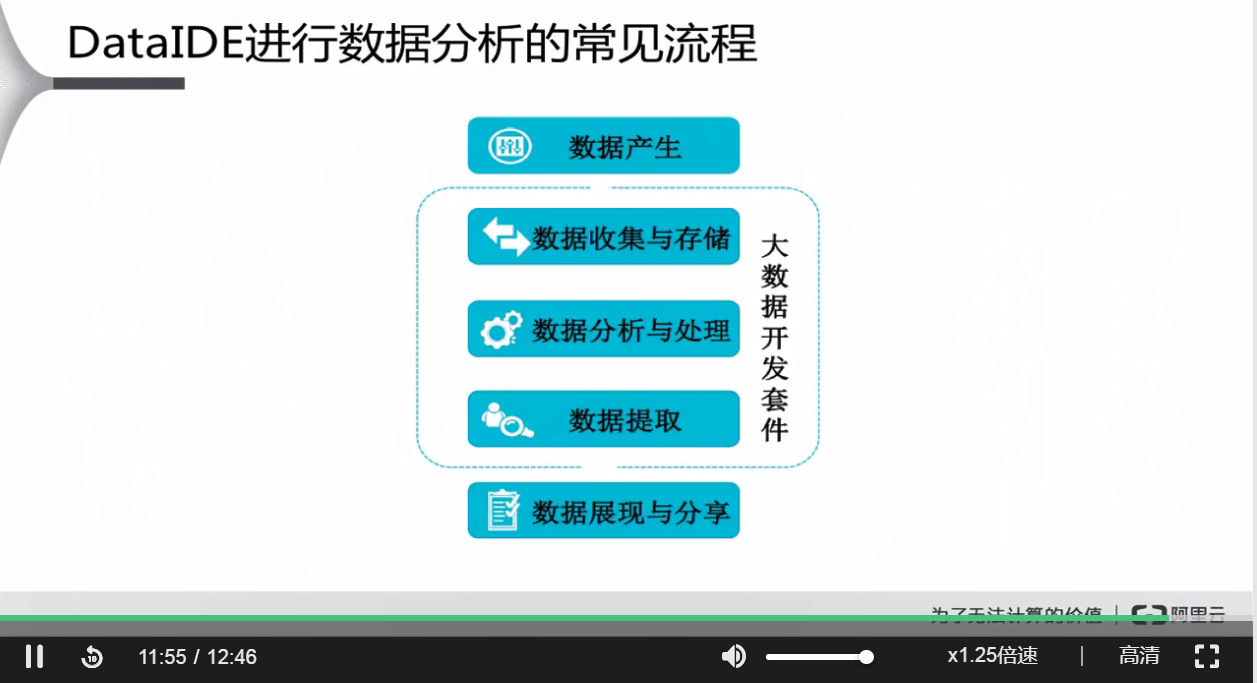 DataIDE进行数据分析的常见流程
数据产生
数据收集与存储
数据分析与处理
数据提取
大数据开发套件
数据展现与分享
为了无法计算的价值 | 阿里云
10
11:55 / 12:46
x1.25倍速 | 高清